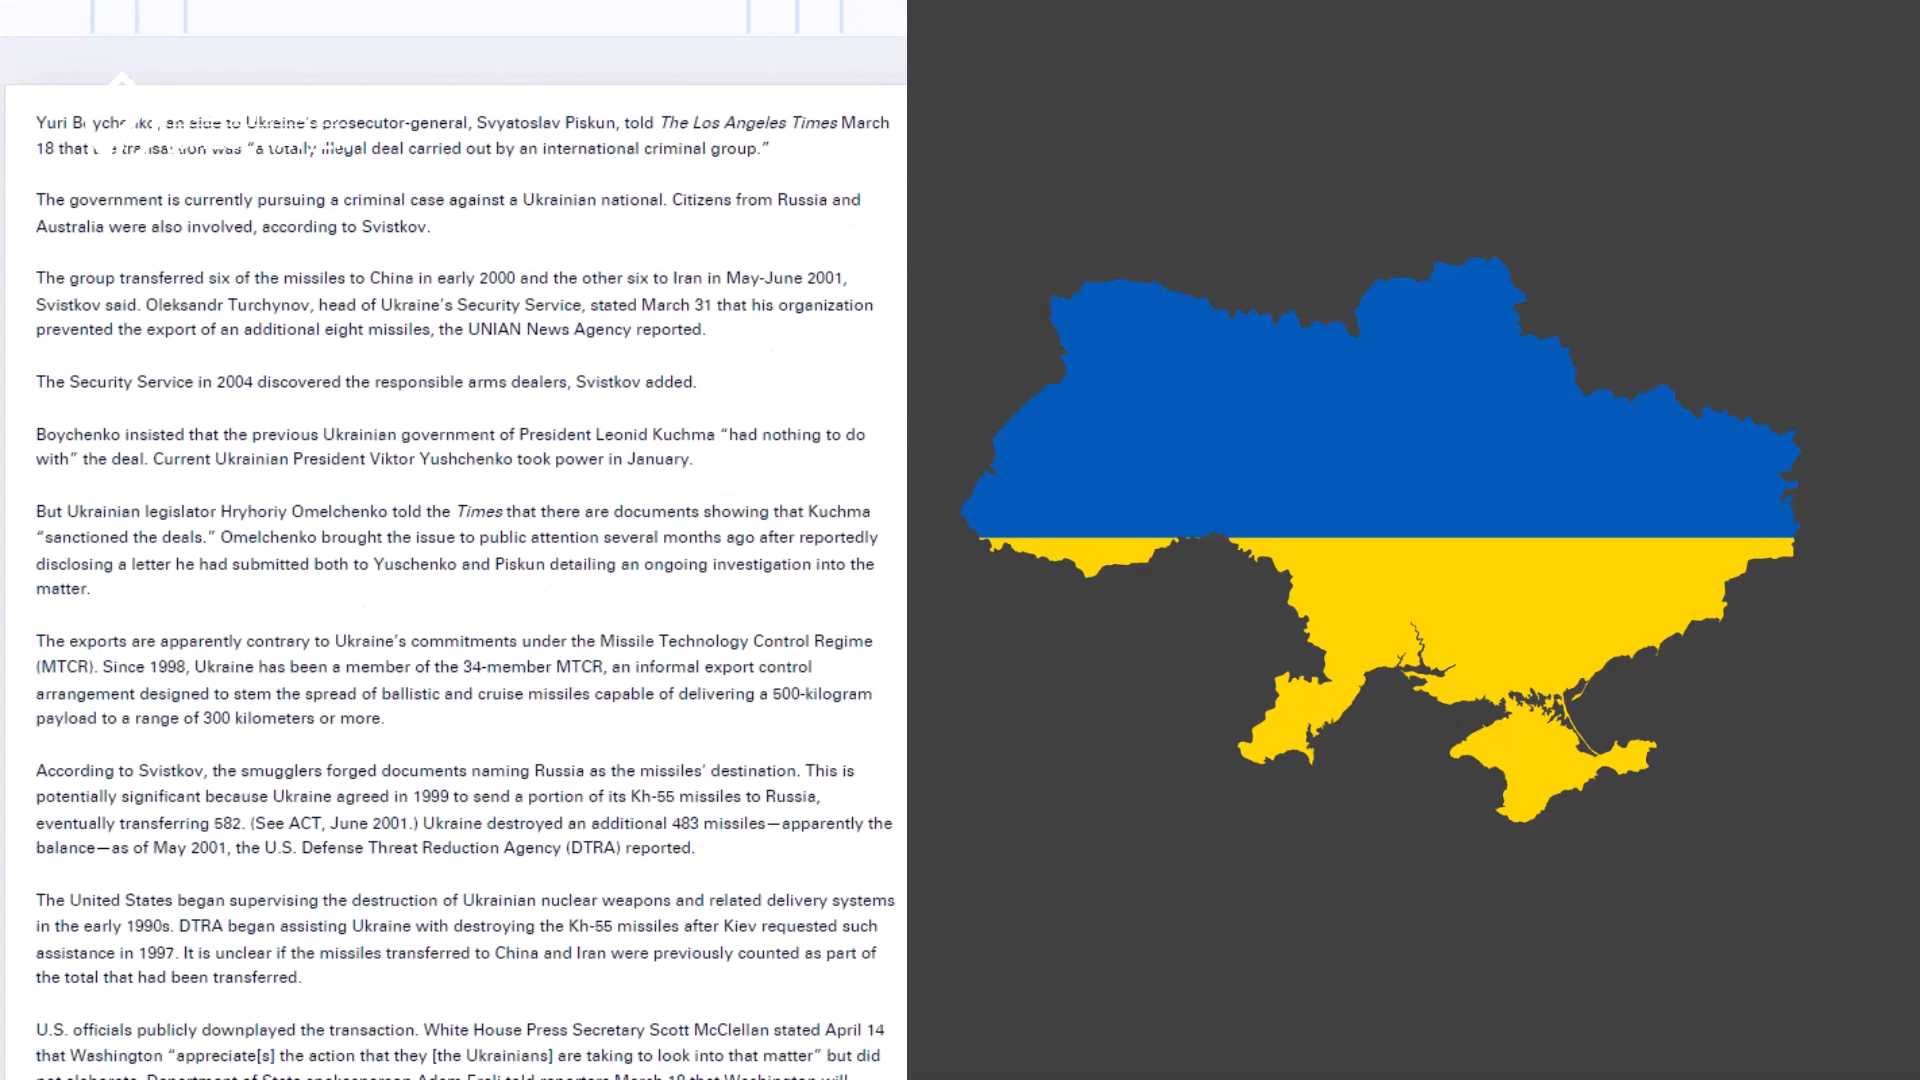 Yuri Boychenko, an aide to Ukraine's prosecutor-general, Svyatoslav Piskun, told The Los Angeles Times March
18 that the transaction was “a totally illegal deal carried out by an international criminal group.”
The government is currently pursuing a criminal case against a Ukrainian national. Citizens from Russia and
Australia were also involved, according to Svistkov.
The group transferred six of the missiles to China in early 2000 and the other six to Iran in May-June 2001,
Svistkov said. Oleksandr Turchynov, head of Ukraine's Security Service, stated March 31 that his organization
prevented the export of an additional eight missiles, the UNIAN News Agency reported.
The Security Service in 2004 discovered the responsible arms dealers, Svistkov added.
Boychenko insisted that the previous Ukrainian government of President Leonid Kuchma “had nothing to do
with” the deal. Current Ukrainian President Viktor Yushchenko took power in January.
But Ukrainian legislator Hryhoriy Omelchenko told the Times that there are documents showing that Kuchma
“sanctioned the deals.” Omelchenko brought the issue to public attention several months ago after reportedly
disclosing a letter he had submitted both to Yuschenko and Piskun detailing an ongoing investigation into the
matter.
The exports are apparently contrary to Ukraine's commitments under the Missile Technology Control Regime
(MTCR). Since 1998, Ukraine has been a member of the 34-member MTCR, an informal export control
arrangement designed to stem the spread of ballistic and cruise missiles capable of delivering a 500-kilogram
payload to a range of 300 kilometers or more.
According to Svistkov, the smugglers forged documents naming Russia as the missiles' destination. This is
potentially significant because Ukraine agreed in 1999 to send a portion of its Kh-55 missiles to Russia,
eventually transferring 582. (See ACT, June 2001.) Ukraine destroyed an additional 483 missiles—apparently the
balance—as of May 2001, the U.S. Defense Threat Reduction Agency (DTRA) reported.
The United States began supervising the destruction of Ukrainian nuclear weapons and related delivery systems
in the early 1990s. DTRA began assisting Ukraine with destroying the Kh-55 missiles after Kiev requested such
assistance in 1997. It is unclear if the missiles transferred to China and Iran were previously counted as part of
the total that had been transferred.
U.S. officials publicly downplayed the transaction. White House Press Secretary Scott McClellan stated April 14
that Washington “appreciate[s] the action that they [the Ukrainians] are taking to look into that matter” but did